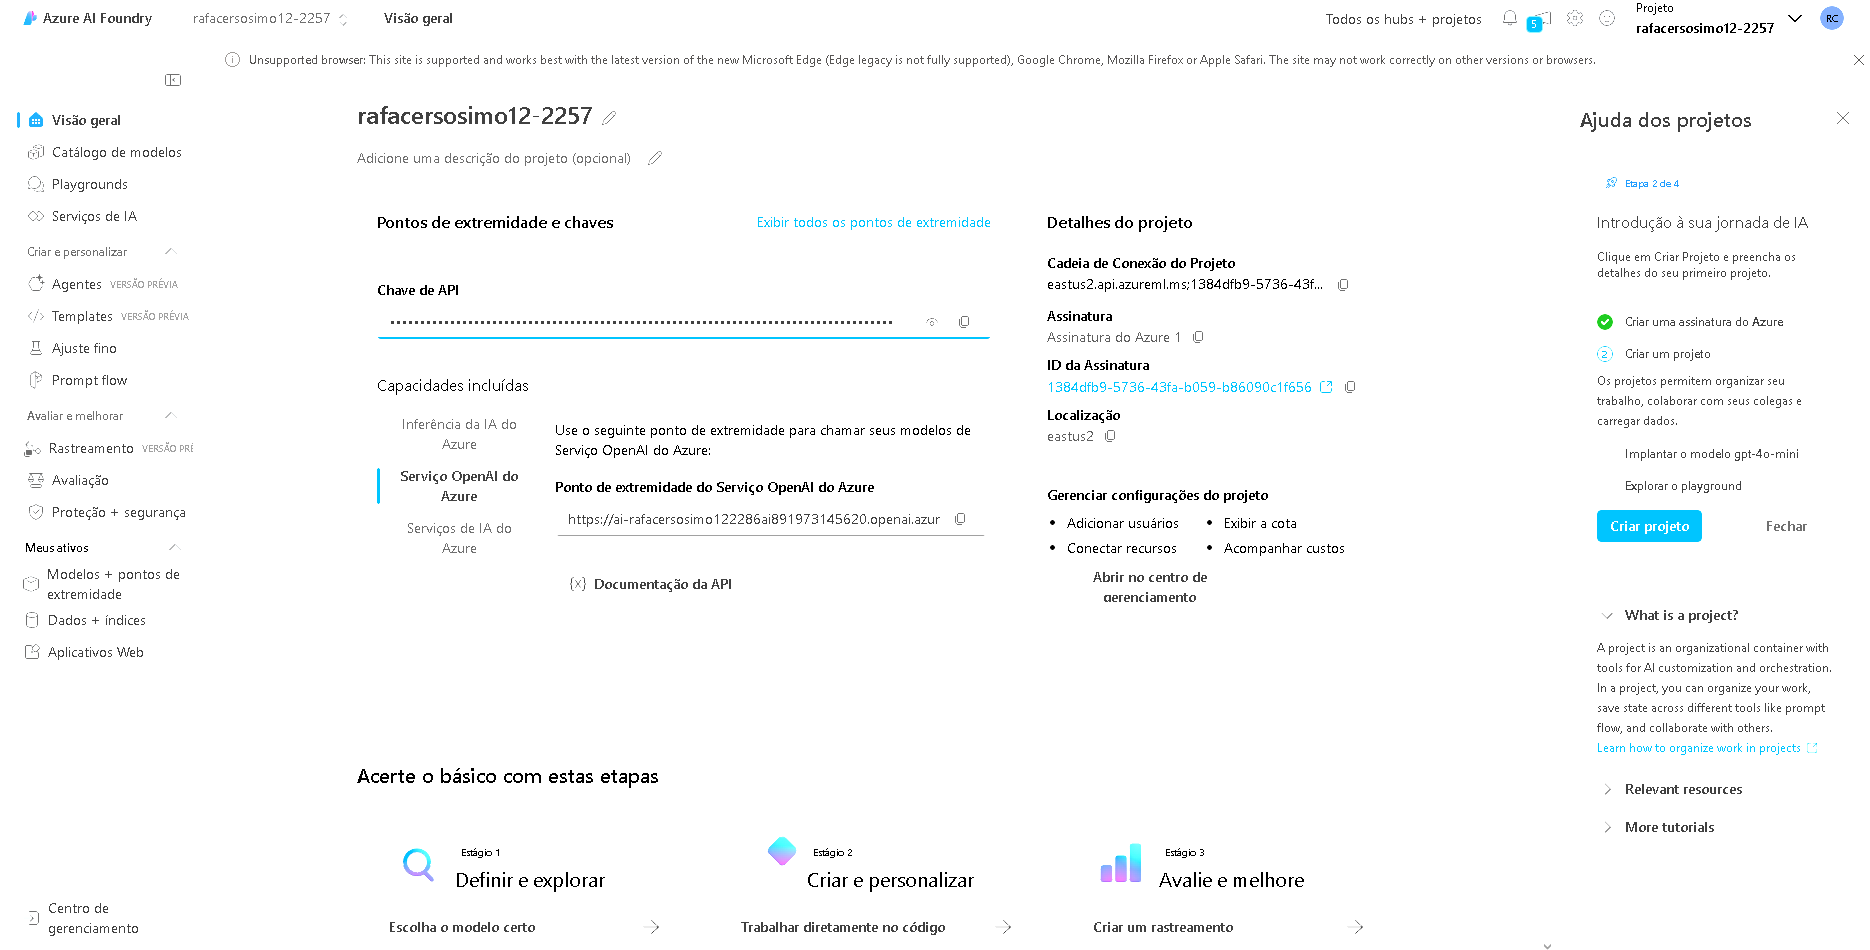 Azure AI Foundry
rafacersosimo12-2257
Visão geral
Todos os hubs + projetos
5
Projeto
rafacersosimo12-2257
RC
Unsupported browser: This site is supported and works best with the latest version of the new Microsoft Edge (Edge legacy is not fully supported), Google Chrome, Mozilla Firefox or Apple Safari. The site may not work correctly on other versions or browsers.
Visão geral
Catálogo de modelos
Playgrounds
Serviços de IA
Criar e personalizar
Agentes VERSÃO PRÉVIA
Templates VERSÃO PRÉVIA
Ajuste fino
Prompt flow
Avaliar e melhorar
Rastreamento VERSÃO PRÉ
Avaliação
Proteção + segurança
Meus ativos
Modelos + pontos de
extremidade
Dados + índices
Aplicativos Web
Centro de
gerenciamento
rafacersosimo12-2257
Adicione uma descrição do projeto (opcional)
Pontos de extremidade e chaves
Exibir todos os pontos de extremidade
Chave de API
Capacidades incluídas
Inferência da IA do
Azure
Serviço OpenAI do
Azure
Serviços de IA do
Azure
Use o seguinte ponto de extremidade para chamar seus modelos de
Serviço OpenAI do Azure:
Ponto de extremidade do Serviço OpenAI do Azure
https://ai-rafacersosimo122286ai891973145620.openai.azur
{x} Documentação da API
Detalhes do projeto
Cadeia de Conexão do Projeto
eastus2.api.azureml.ms;1384dfb9-5736-43f...
Assinatura
Assinatura do Azure 1
ID da Assinatura
1384dfb9-5736-43fa-b059-b86090c1f656
Localização
eastus2
Gerenciar configurações do projeto
• Adicionar usuários
• Exibir a cota
• Conectar recursos
• Acompanhar custos
Abrir no centro de
gerenciamento
Acerte o básico com estas etapas
Estágio 1
Definir e explorar
Escolha o modelo certo
Estágio 2
Criar e personalizar
Trabalhar diretamente no código
Estágio 3
Avalie e melhore
Criar um rastreamento
Ajuda dos projetos
Etapa 2 de 4
Introdução à sua jornada de IA
Clique em Criar Projeto e preencha os
detalhes do seu primeiro projeto.
Criar uma assinatura do Azure
2 Criar um projeto
Os projetos permitem organizar seu
trabalho, colaborar com seus colegas e
carregar dados.
Implantar o modelo gpt-4o-mini
Explorar o playground
Criar projeto
Fechar
What is a project?
A project is an organizational container with
tools for AI customization and orchestration.
In a project, you can organize your work,
save state across different tools like prompt
flow, and collaborate with others.
Learn how to organize work in projects
Relevant resources
More tutorials